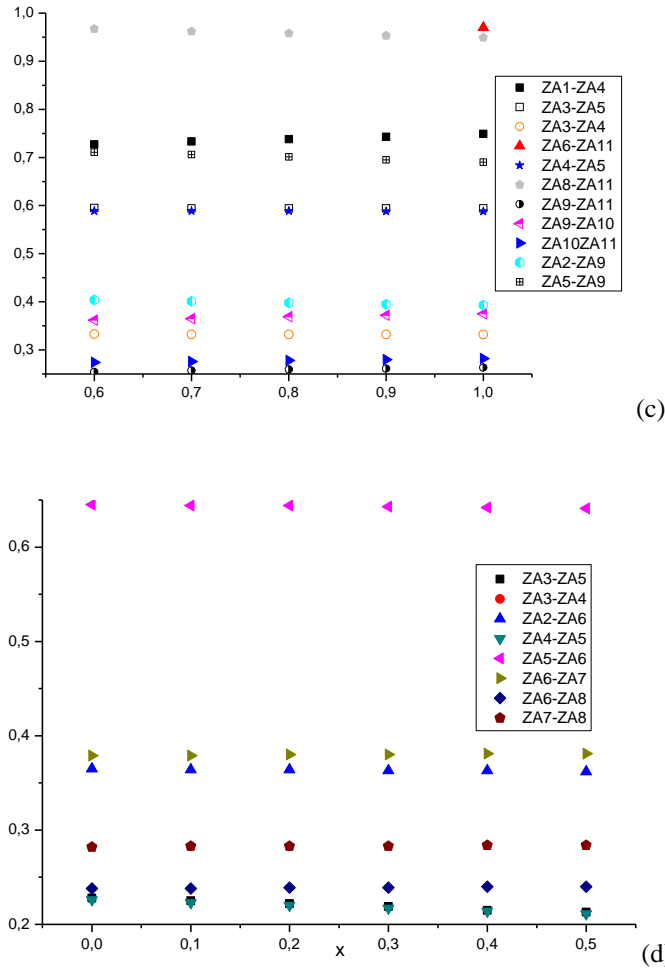 1,0
0,9
0,8
0,7
0,6
0,5
0,4
0,3
ZA1-ZA4
ZA3-ZA5
ZA3-ZA4
ZA6-ZA11
ZA4-ZA5
ZA8-ZA11
ZA9-ZA11
ZA9-ZA10
ZA10ZA11
ZA2-ZA9
ZA5-ZA9
0,6 0,7 0,8 0,9 1,0
(c)
0,6
0,5
0,4
0,3
0,2
ZA3-ZA5
ZA3-ZA4
ZA2-ZA6
ZA4-ZA5
ZA5-ZA6
ZA6-ZA7
ZA6-ZA8
ZA7-ZA8
0,0 0,1 0,2 0,3 0,4 0,5
x
(d)